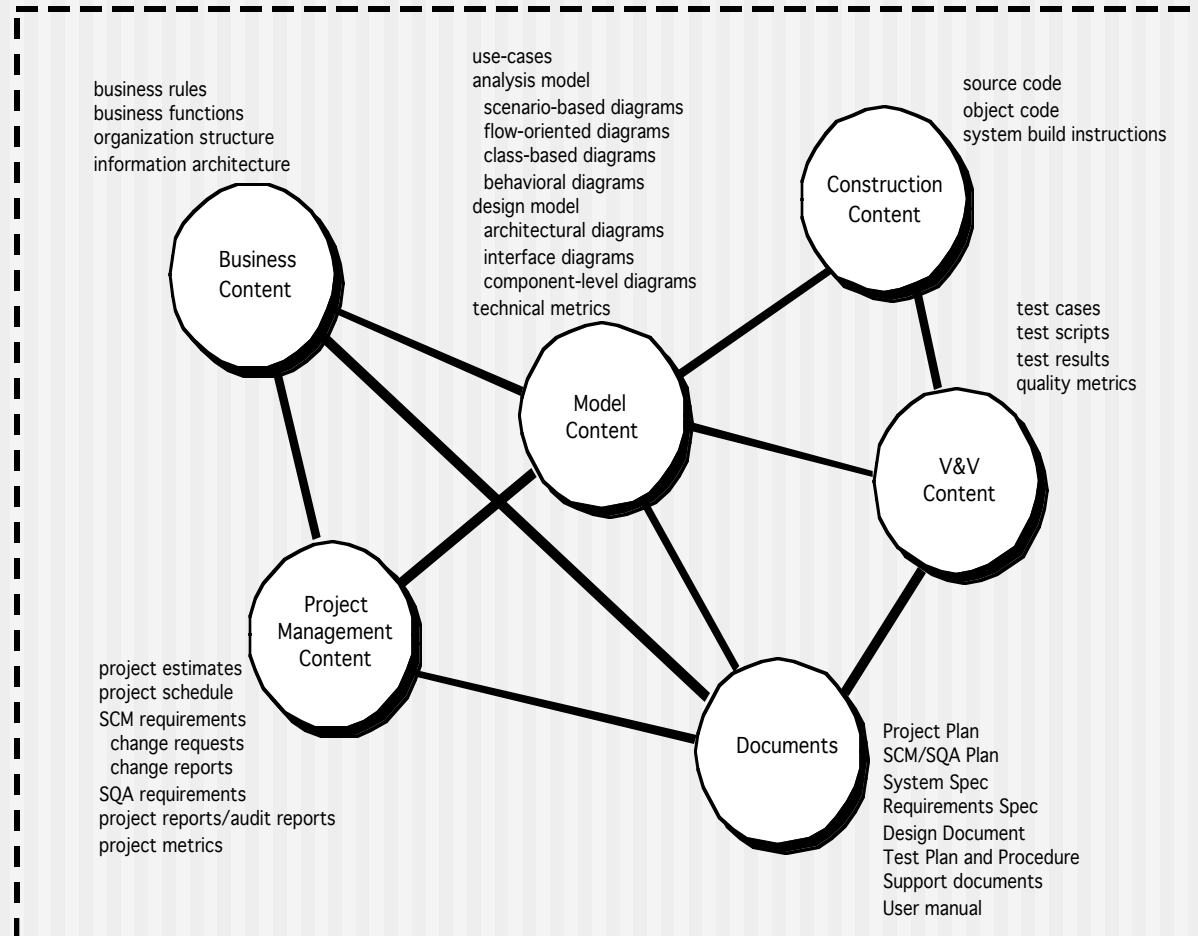 business rules
business functions
organization structure
information architecture
Business
Content
use-cases
analysis model
scenario-based diagrams
flow-oriented diagrams
class-based diagrams
behavioral diagrams
design model
architectural diagrams
interface diagrams
component-level diagrams
technical metrics
Model
Content
source code
object code
system build instructions
Construction
Content
test cases
test scripts
test results
quality metrics
V&V
Content
Project
Management
Content
project estimates
project schedule
SCM requirements
change requests
change reports
SQA requirements
project reports/audit reports
project metrics
Documents
Project Plan
SCM/SQA Plan
System Spec
Requirements Spec
Design Document
Test Plan and Procedure
Support documents
User manual